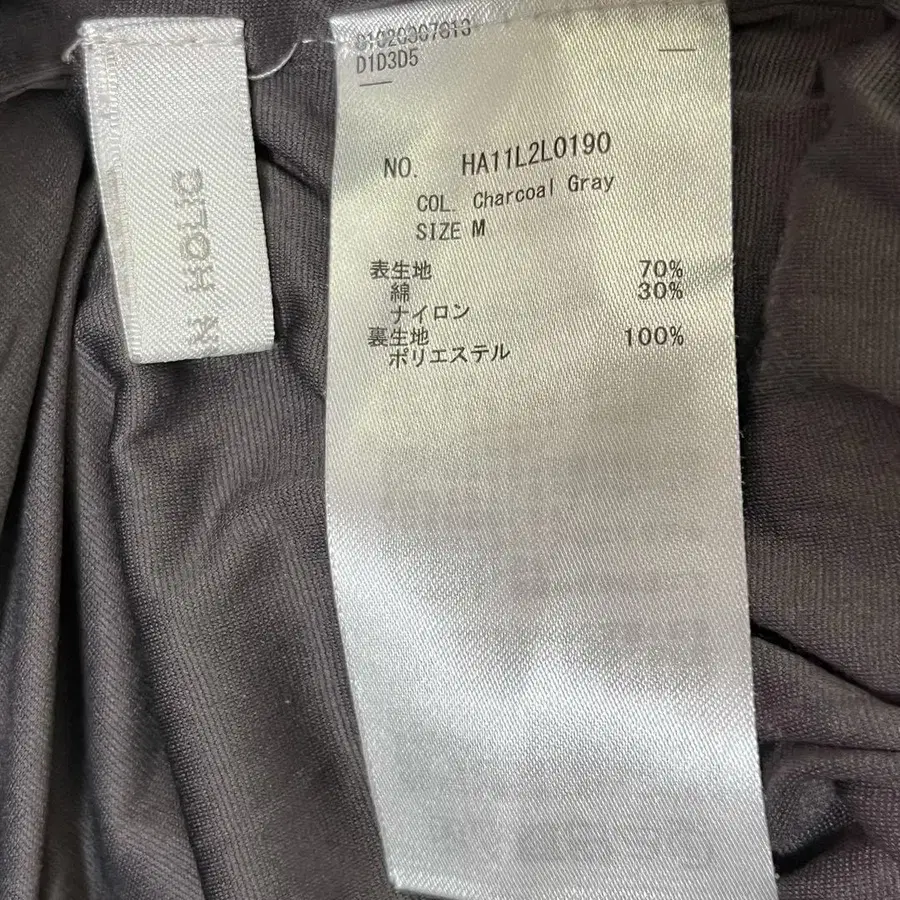 D1D3D5
NO. HA11L2L0190
COL. Charcoal Gray
SIZE M
表生地 70%
綿 30%
ナイロン
裏生地 100%
ポリエステル